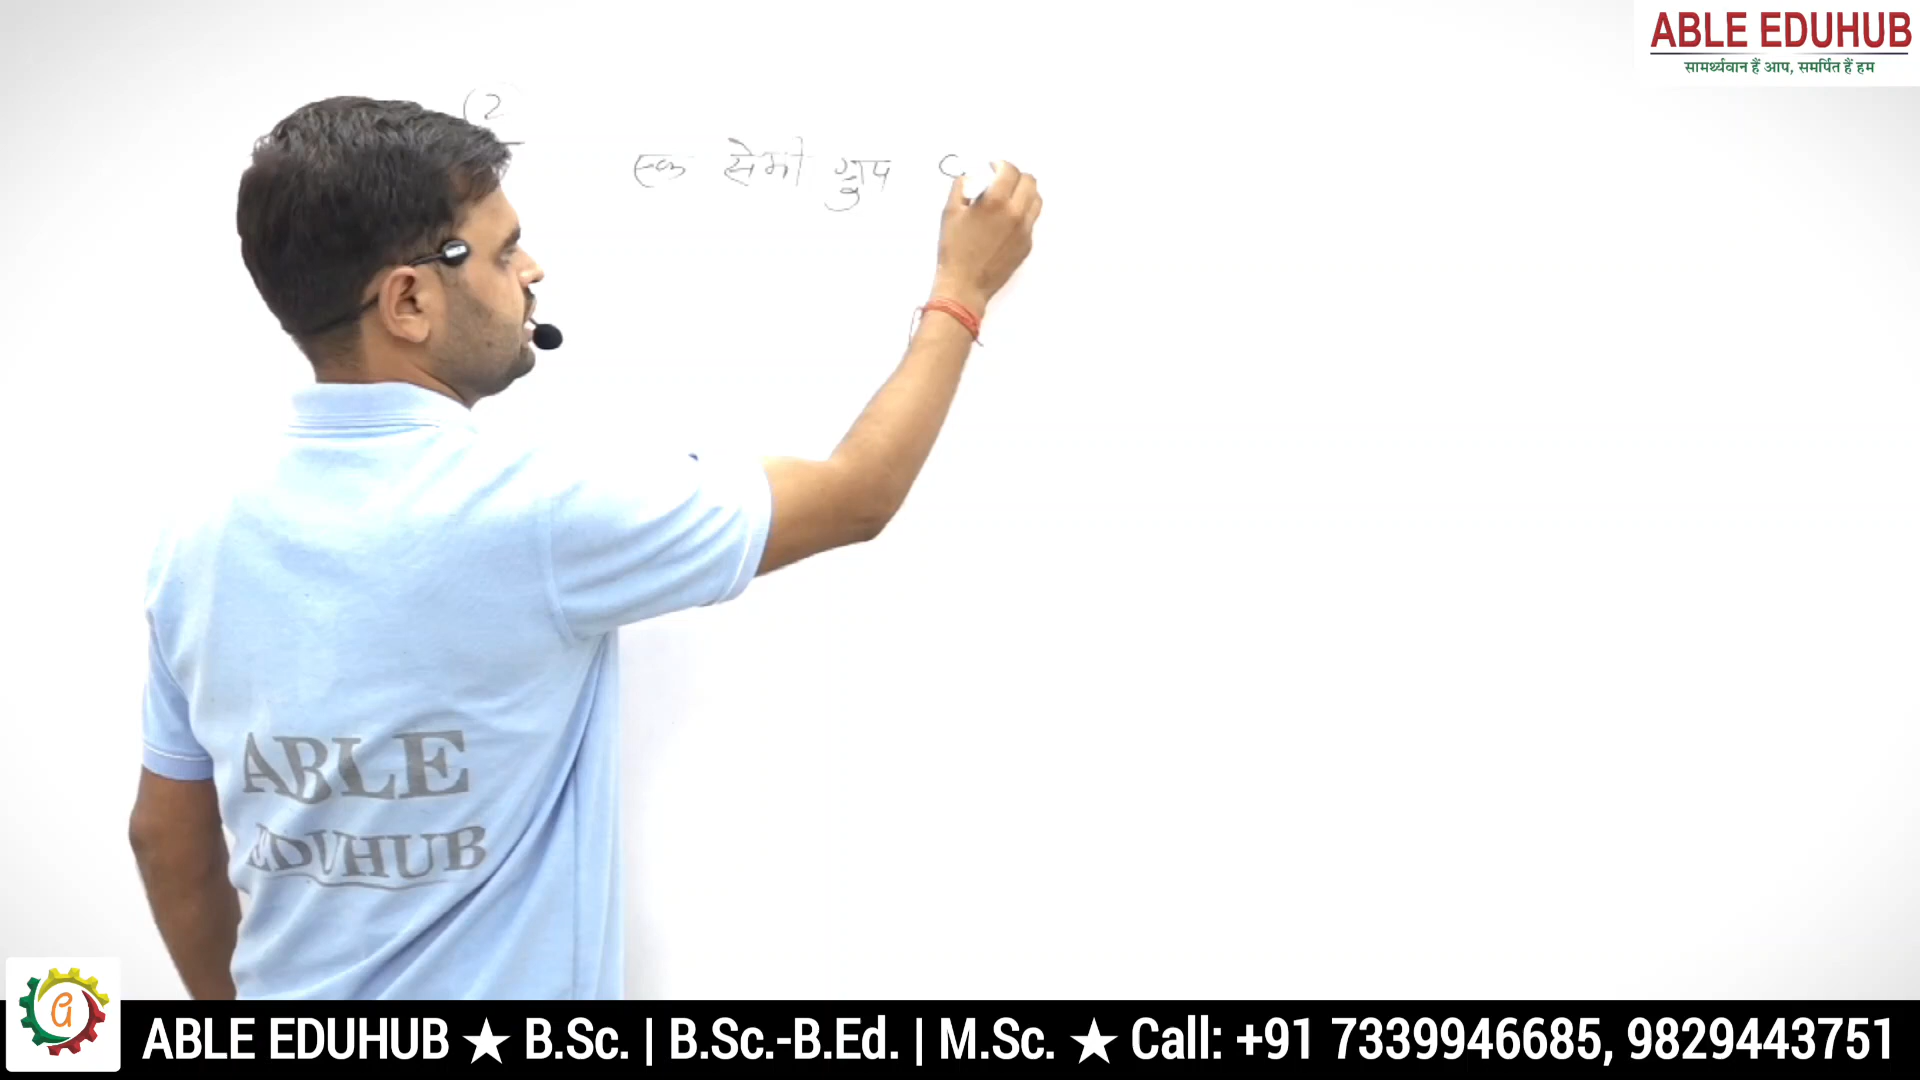 ABLE EDUHUB
सामर्थ्यवान हैं आप, समर्पित हैं हम
(2
एक सेमी ग्रुप
ABLE
EDUHUB
ABLE EDUHUB ★ B.Sc. | B.Sc.-B.Ed. | M.Sc. ★ Call: +91 7339946685, 9829443751